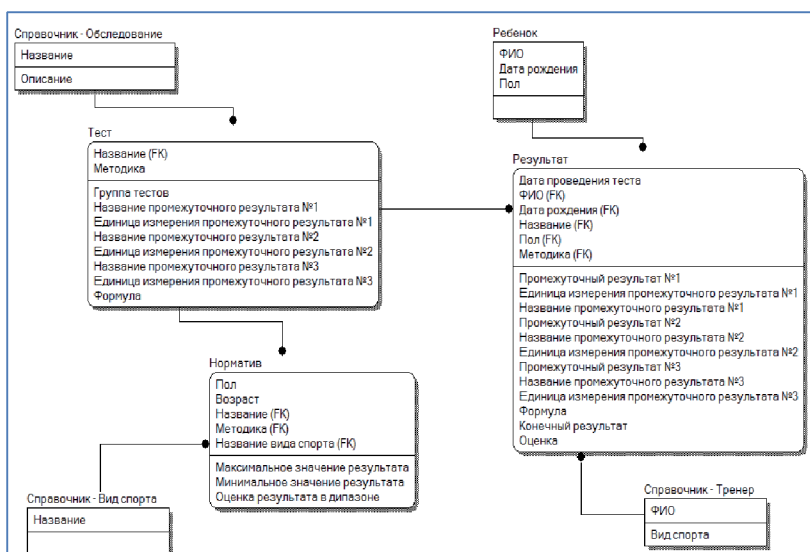 Справочник - Обследование
Название
Описание
Ребенок
ФИО
Дата рождения
Пол
Тест
Название (FK)
Методика
Группа тестов
Название промежуточного результата №1
Единица измерения промежуточного результата №1
Название промежуточного результата №2
Единица измерения промежуточного результата №2
Название промежуточного результата №3
Единица измерения промежуточного результата №3
Формула
Результат
Дата проведения теста
ФИО (FK)
Дата рождения (FK)
Название (FK)
Пол (FK)
Методика (FK)
Промежуточный результат №1
Единица измерения промежуточного результата №1
Название промежуточного результата №1
Промежуточный результат №2
Название промежуточного результата №2
Единица измерения промежуточного результата №2
Промежуточный результат №3
Название промежуточного результата №3
Единица измерения промежуточного результата №3
Формула
Конечный результат
Оценка
Норматив
Пол
Возраст
Название (FK)
Методика (FK)
Название вида спорта (FK)
Максимальное значение результата
Минимальное значение результата
Оценка результата в дипазоне
Справочник - Вид спорта
Название
Справочник - Тренер
ФИО
Вид спорта